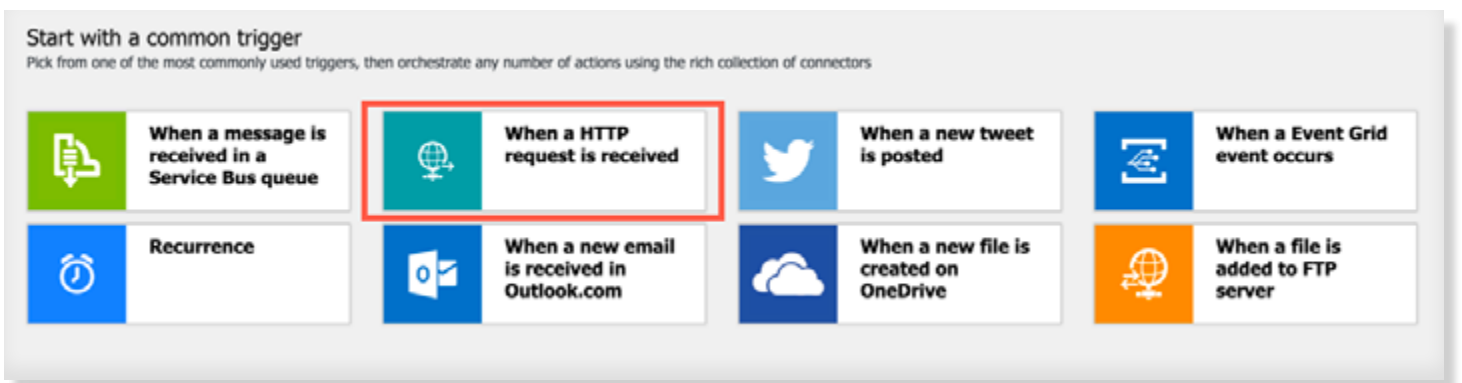 Start with a common trigger
Pick from one of the most commonly used triggers, then orchestrate any number of actions using the rich collection of connectors
When a message is
received in a
Service Bus queue
When a HTTP
request is received
When a new tweet
is posted
When a Event Grid
event occurs
Recurrence
When a new email
is received in
Outlook.com
When a new file is
created on
OneDrive
When a file is
added to FTP
server